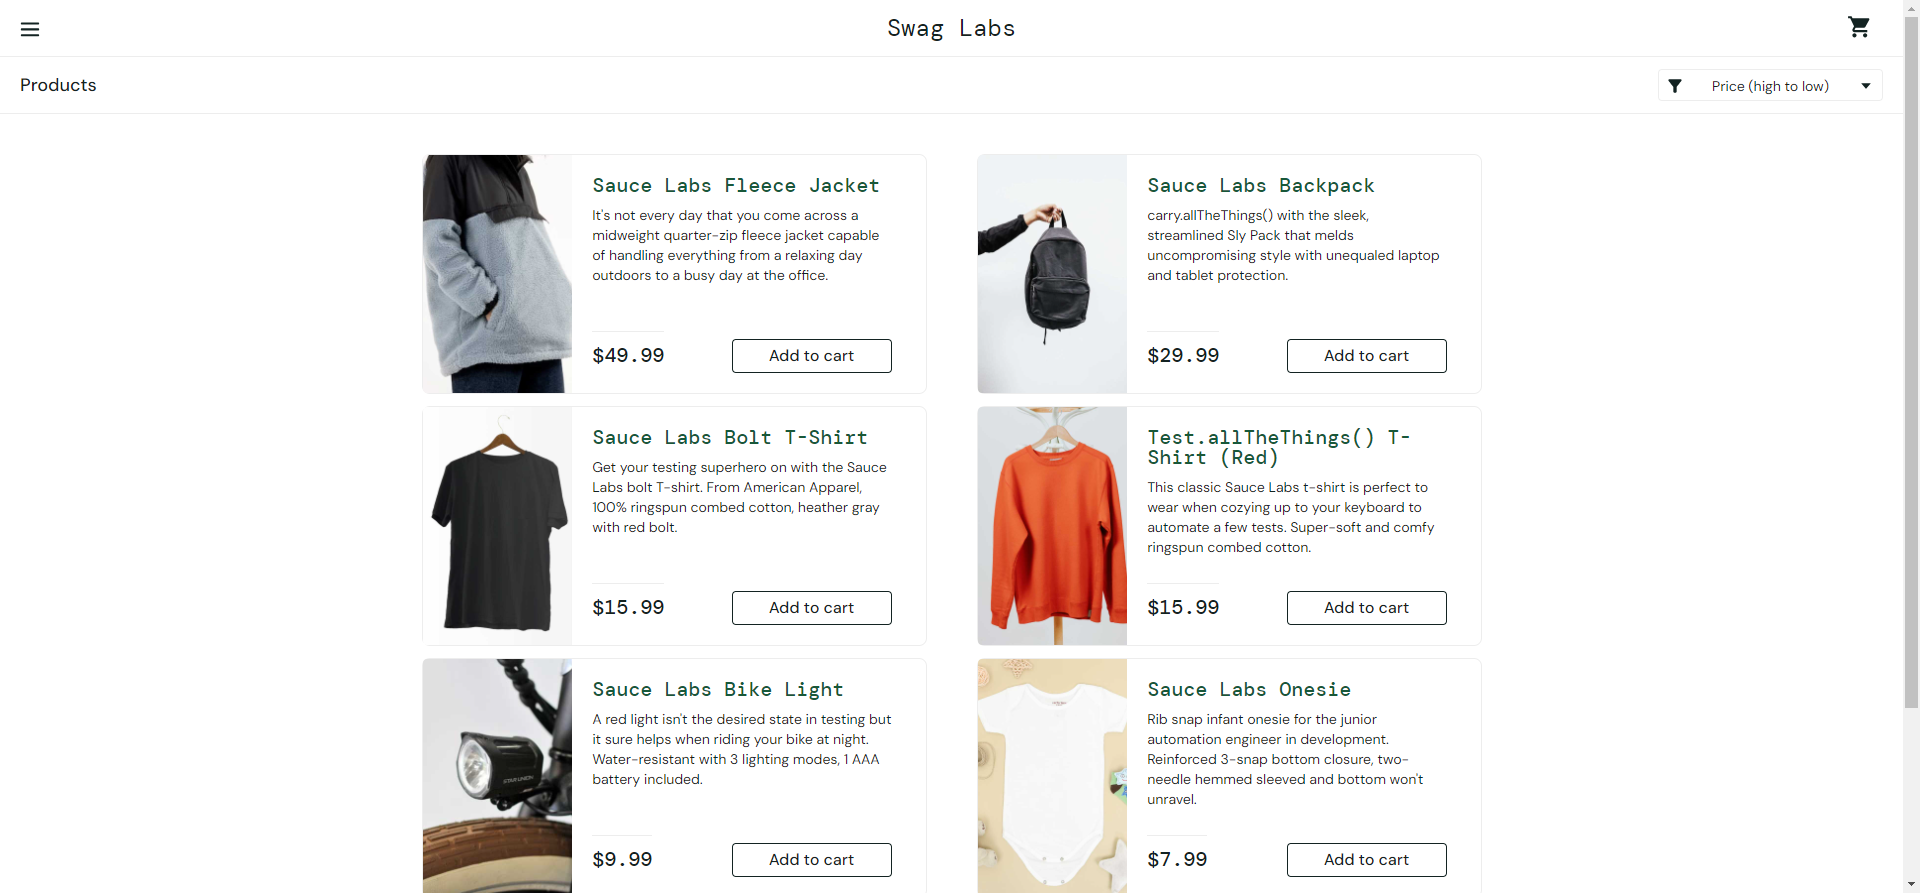 Swag Labs
Products
Price (high to low)
Sauce Labs Fleece Jacket
It's not every day that you come across a
midweight quarter-zip fleece jacket capable
of handling everything from a relaxing day
outdoors to a busy day at the office.
$49.99
Add to cart
Sauce Labs Backpack
carry.allTheThings() with the sleek,
streamlined Sly Pack that melds
uncompromising style with unequaled laptop
and tablet protection.
$29.99
Add to cart
Sauce Labs Bolt T-Shirt
Get your testing superhero on with the Sauce
Labs bolt T-shirt. From American Apparel,
100% ringspun combed cotton, heather gray
with red bolt.
$15.99
Add to cart
Test.allTheThings() T-
Shirt (Red)
This classic Sauce Labs t-shirt is perfect to
wear when cozying up to your keyboard to
automate a few tests. Super-soft and comfy
ringspun combed cotton.
$15.99
Add to cart
Sauce Labs Bike Light
A red light isn't the desired state in testing but
it sure helps when riding your bike at night.
Water-resistant with 3 lighting modes, 1 AAA
battery included.
$9.99
Add to cart
Sauce Labs Onesie
Rib snap infant onesie for the junior
automation engineer in development.
Reinforced 3-snap bottom closure, two-
needle hemmed sleeved and bottom won't
unravel.
$7.99
Add to cart